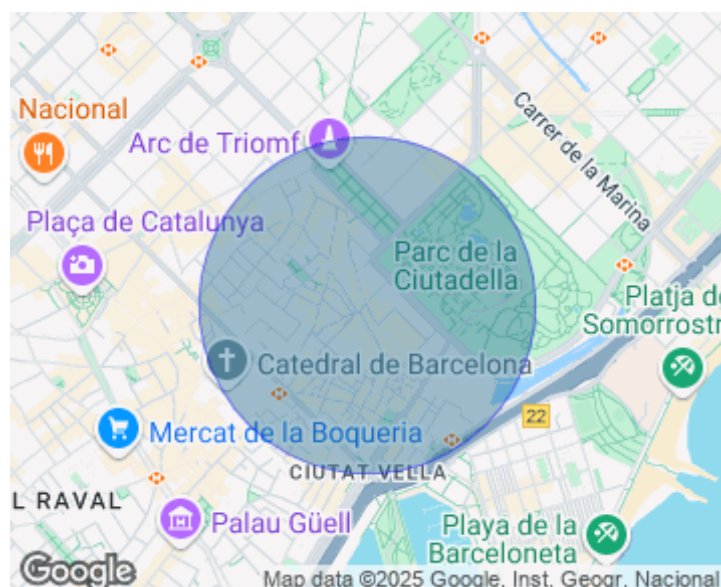 Nacional
Arc de Triomf
Carrer de la Marina
Plaça de Catalunya
Parc de la
Ciutadella
Platja de
Somorrostr
Catedral de Barcelona
22
Mercat de la Boqueria
CIUTAT VELLA
L RAVAL
Palau Güell
Playa de la
Barceloneta
Google
Map data ©2025 Google, Inst. Geogr. Nacional